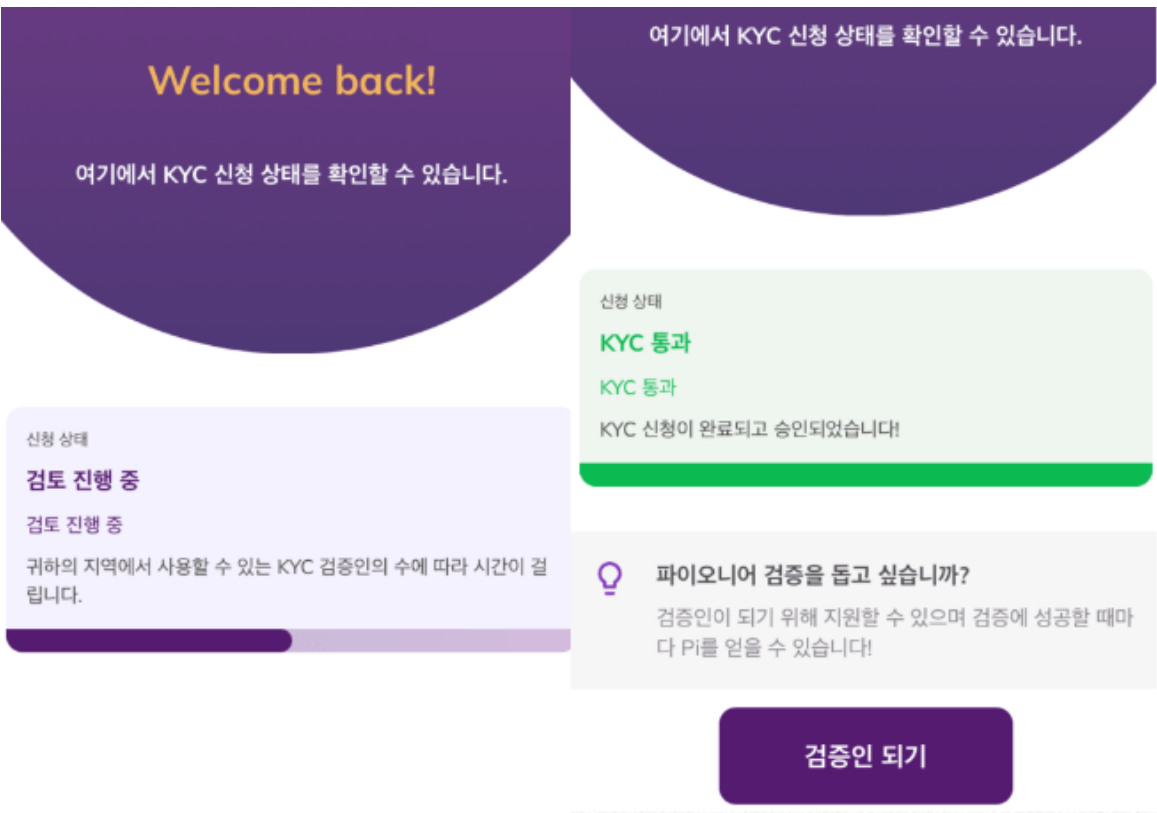 Welcome back!
여기에서 KYC 신청 상태를 확인할 수 있습니다.
신청 상태
검토 진행 중
검토 진행 중
귀하의 지역에서 사용할 수 있는 KYC 검증인의 수에 따라 시간이 걸
립니다.
여기에서 KYC 신청 상태를 확인할 수 있습니다.
신청 상태
KYC 통과
KYC 통과
KYC 신청이 완료되고 승인되었습니다!
파이오니어 검증을 돕고 싶습니까?
검증인이 되기 위해 지원할 수 있으며 검증에 성공할 때마
다 Pi를 얻을 수 있습니다!
검증인 되기